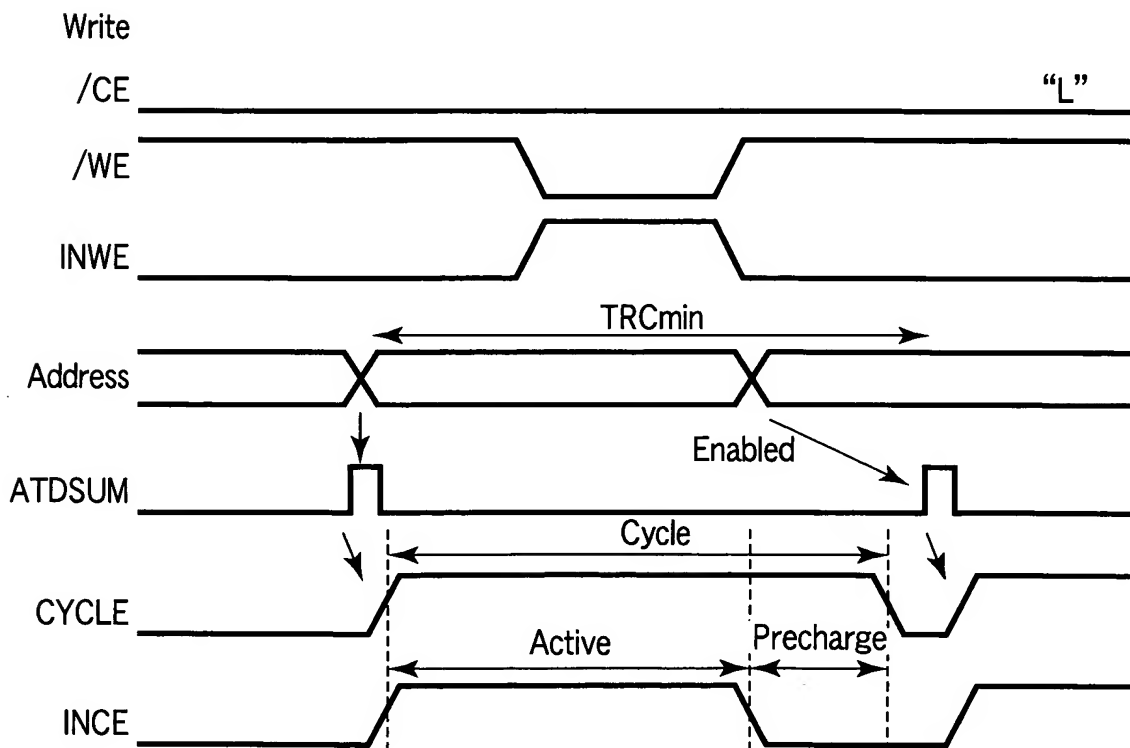 Write
/CE
“L”
/WE
INWE
TRCmin
Address
Enabled
ATDSUM
Cycle
CYCLE
Active
Precharge
INCE